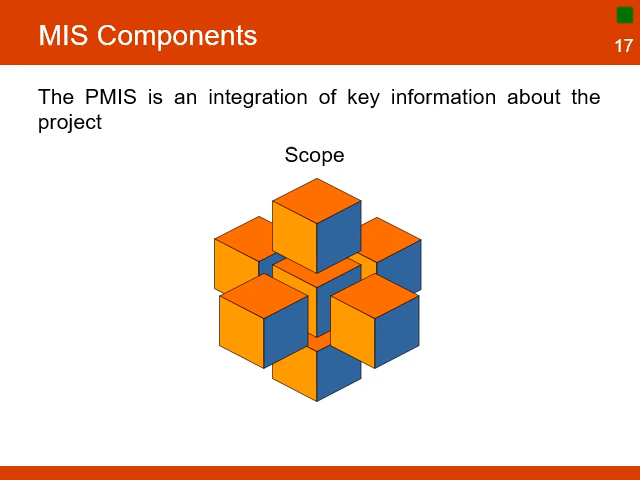 MIS Components
17
The PMIS is an integration of key information about the
project
Scope